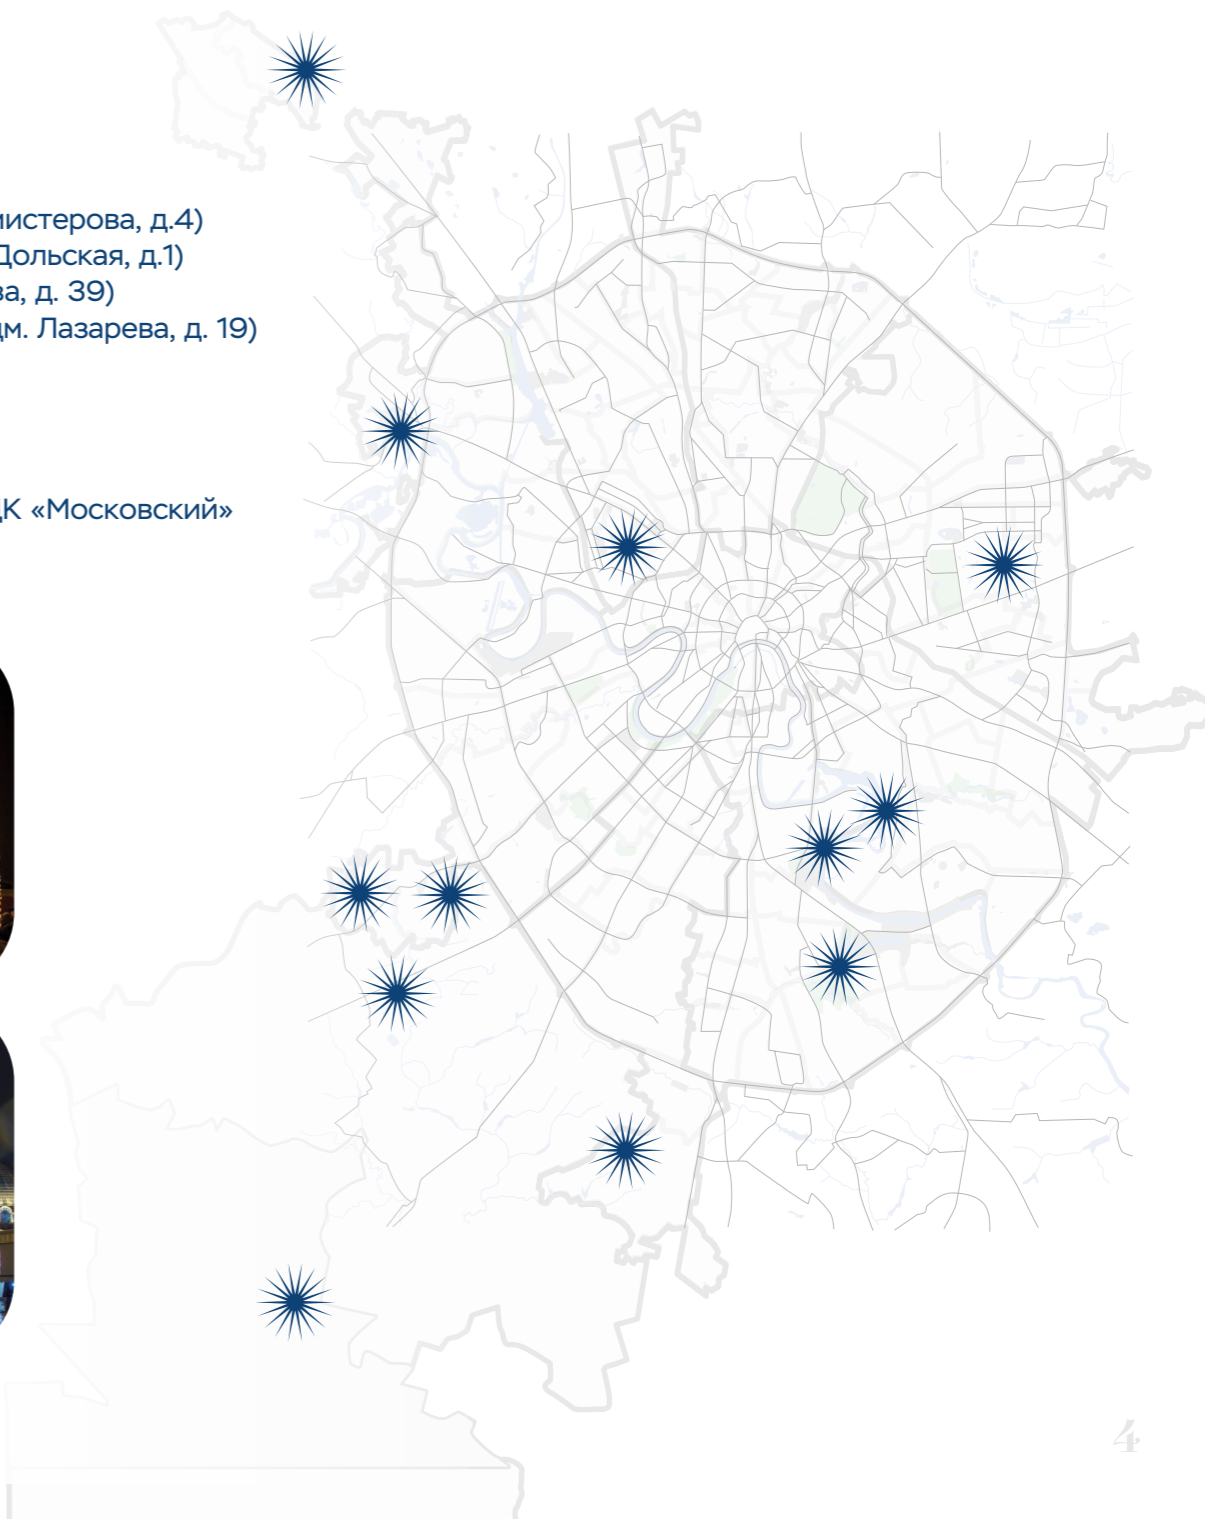 мистерова, д.4)
Дольская, д.1)
ва, д. 39)
дм. Лазарева, д. 19)
ДК «Московский»
4